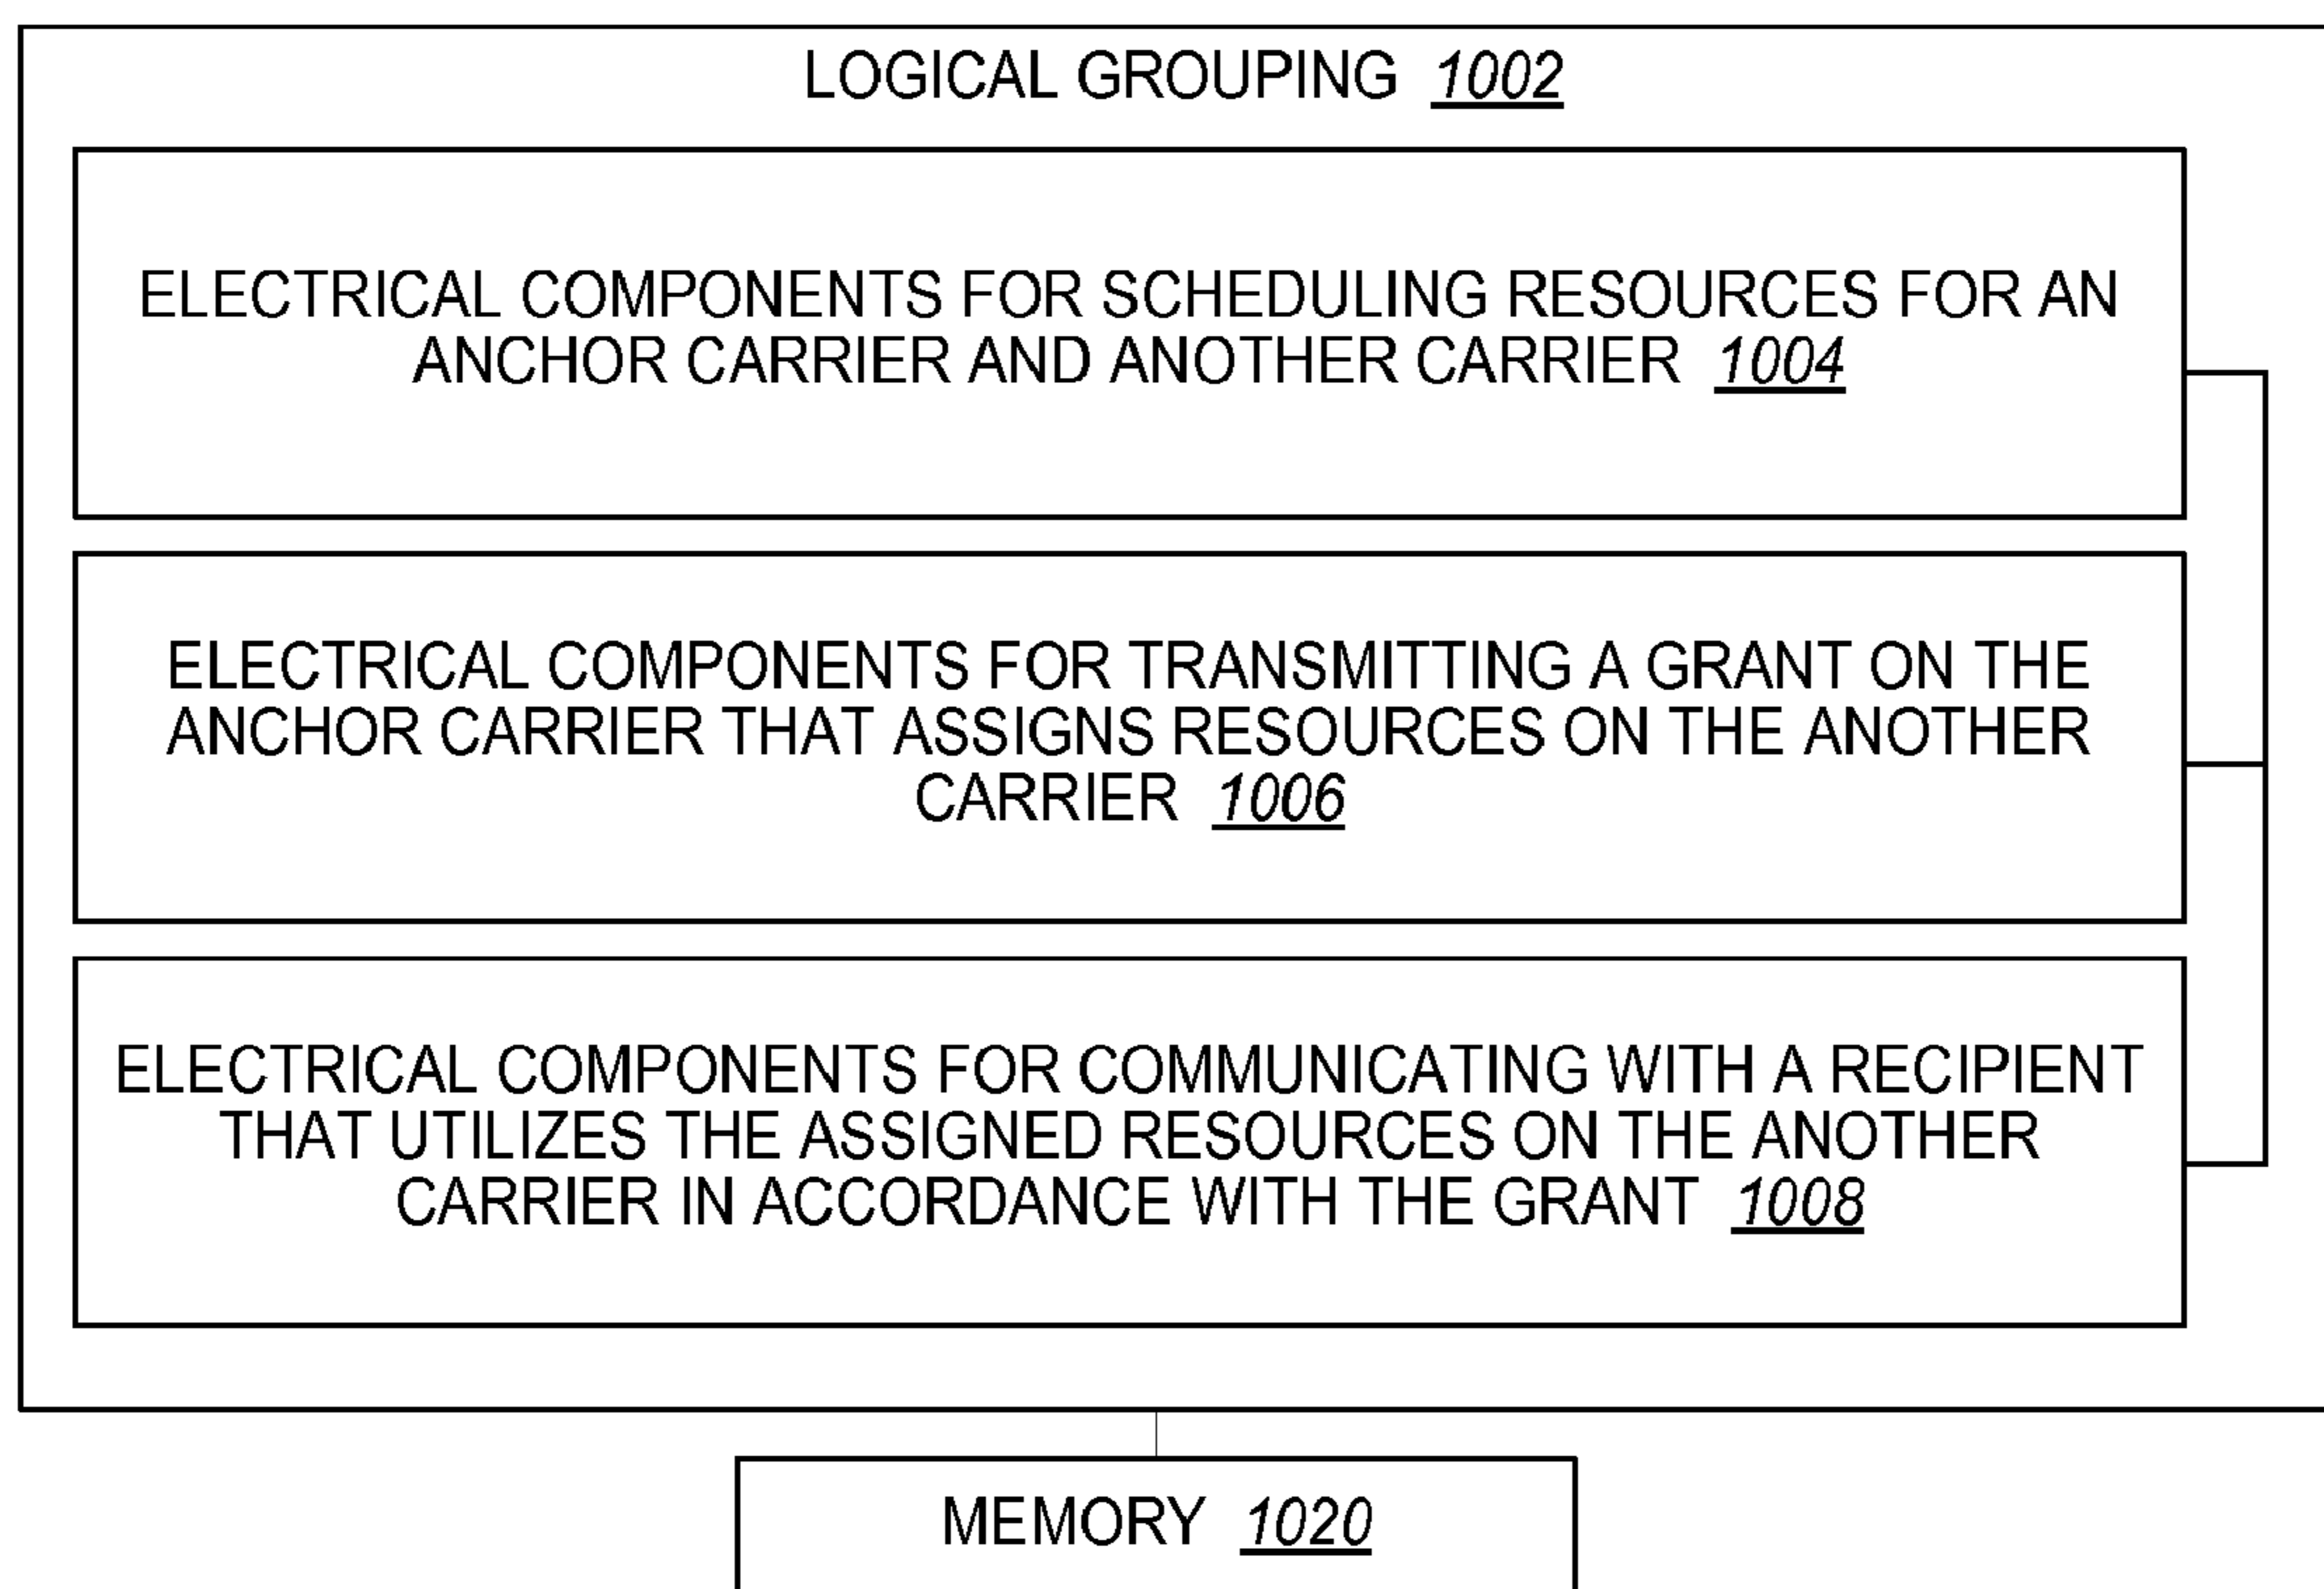 LOGICAL GROUPING 1002
ELECTRICAL COMPONENTS FOR SCHEDULING RESOURCES FOR AN
ANCHOR CARRIER AND ANOTHER CARRIER 1004
ELECTRICAL COMPONENTS FOR TRANSMITTING A GRANT ON THE
ANCHOR CARRIER THAT ASSIGNS RESOURCES ON THE ANOTHER
CARRIER 1006
ELECTRICAL COMPONENTS FOR COMMUNICATING WITH A RECIPIENT
THAT UTILIZES THE ASSIGNED RESOURCES ON THE ANOTHER
CARRIER IN ACCORDANCE WITH THE GRANT 1008
MEMORY 1020